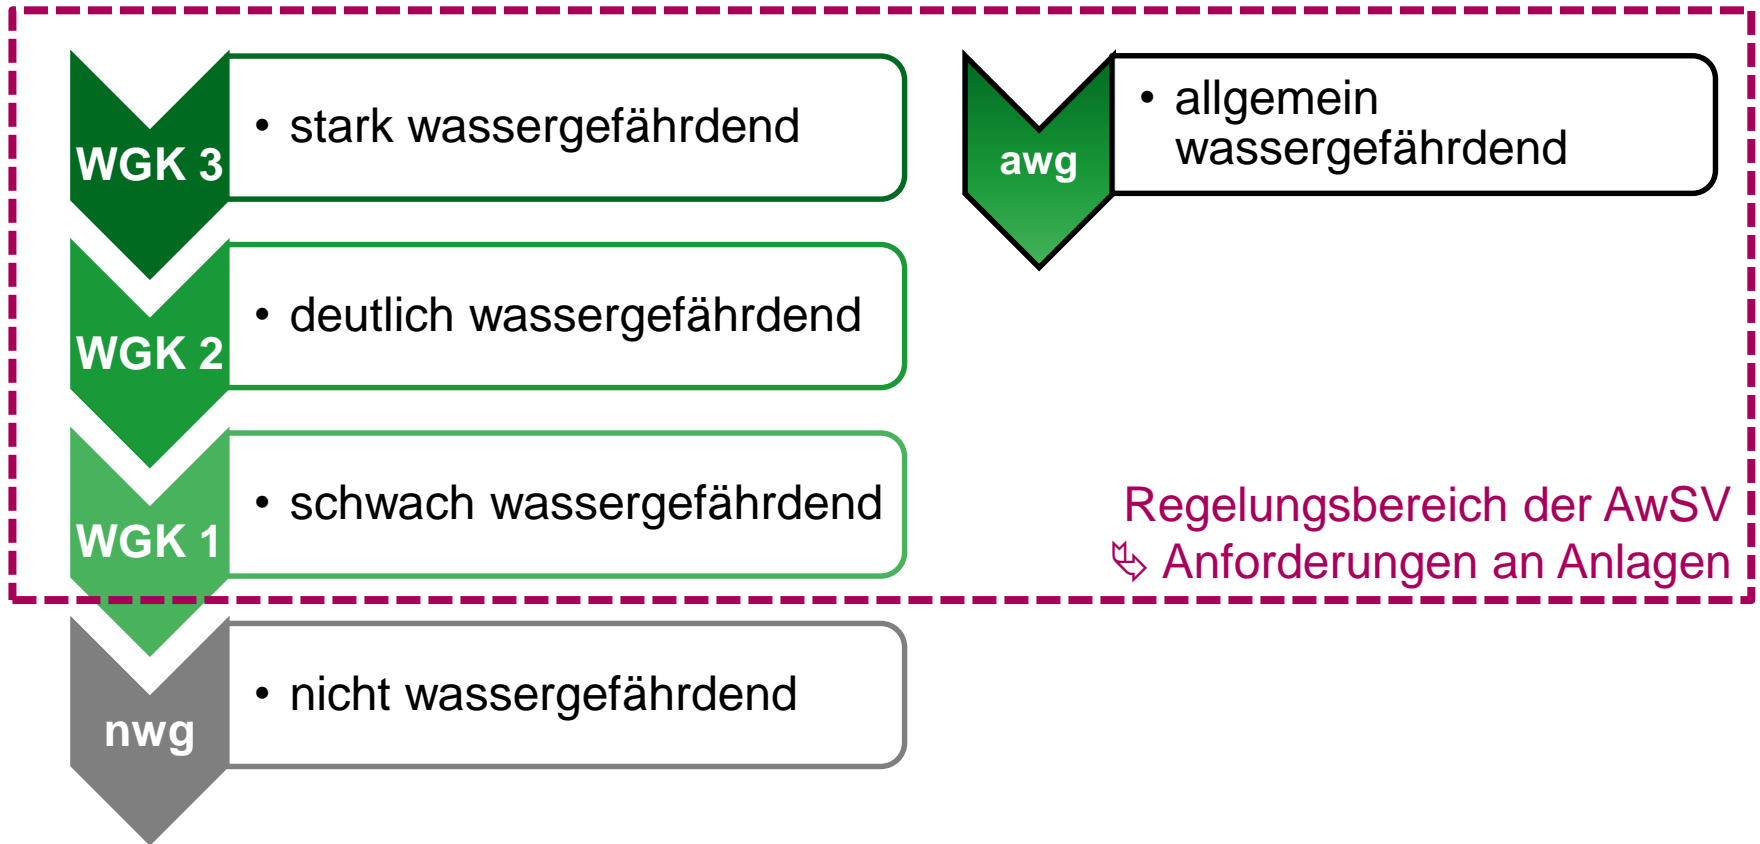 WGK 3
• stark wassergefährdend
awg
• allgemein
wassergefährdend
WGK 2
• deutlich wassergefährdend
WGK 1
• schwach wassergefährdend
Regelungsbereich der AwSV
↳ Anforderungen an Anlagen
nwg
• nicht wassergefährdend